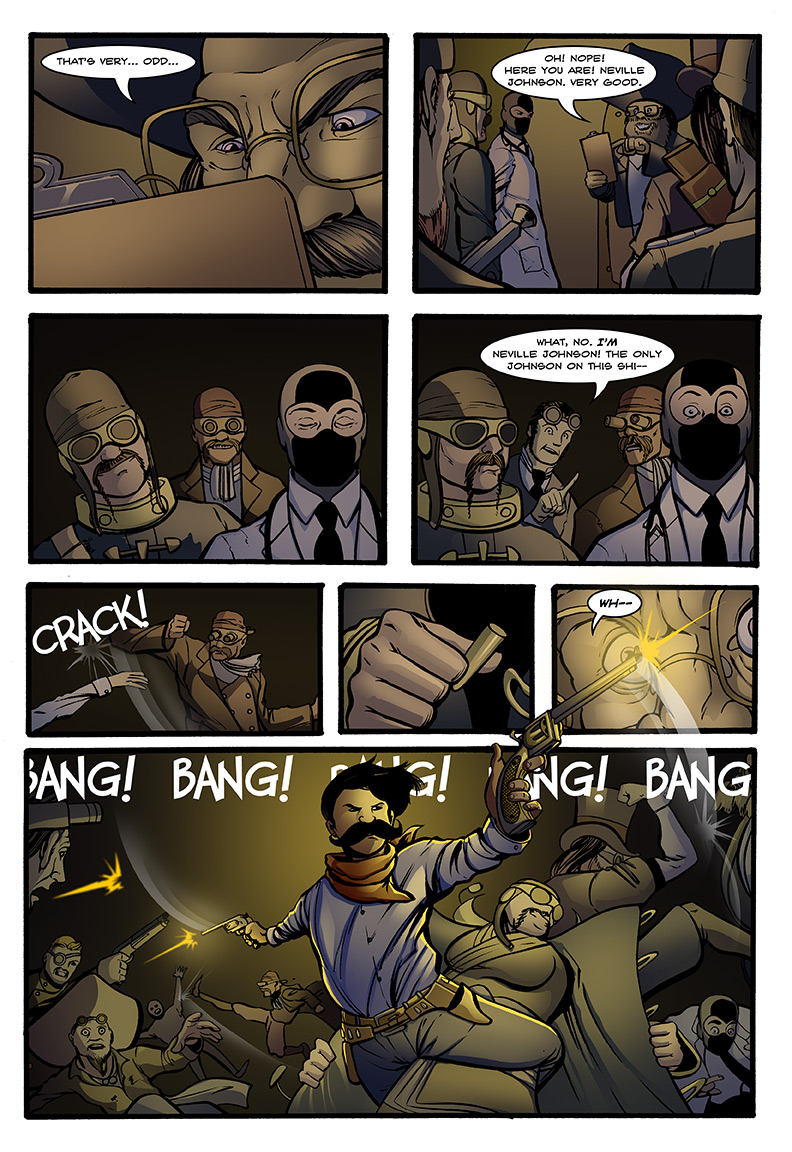 THAT'S VERY... ODD...
OH! NOPE!
HERE YOU ARE! NEVILLE
JOHNSON. VERY GOOD.
WHAT, NO. I'M
NEVILLE JOHNSON! THE ONLY
JOHNSON ON THIS SHI--
CRACK!
WH--
BANG! BANG! BANG! BANG! BANG